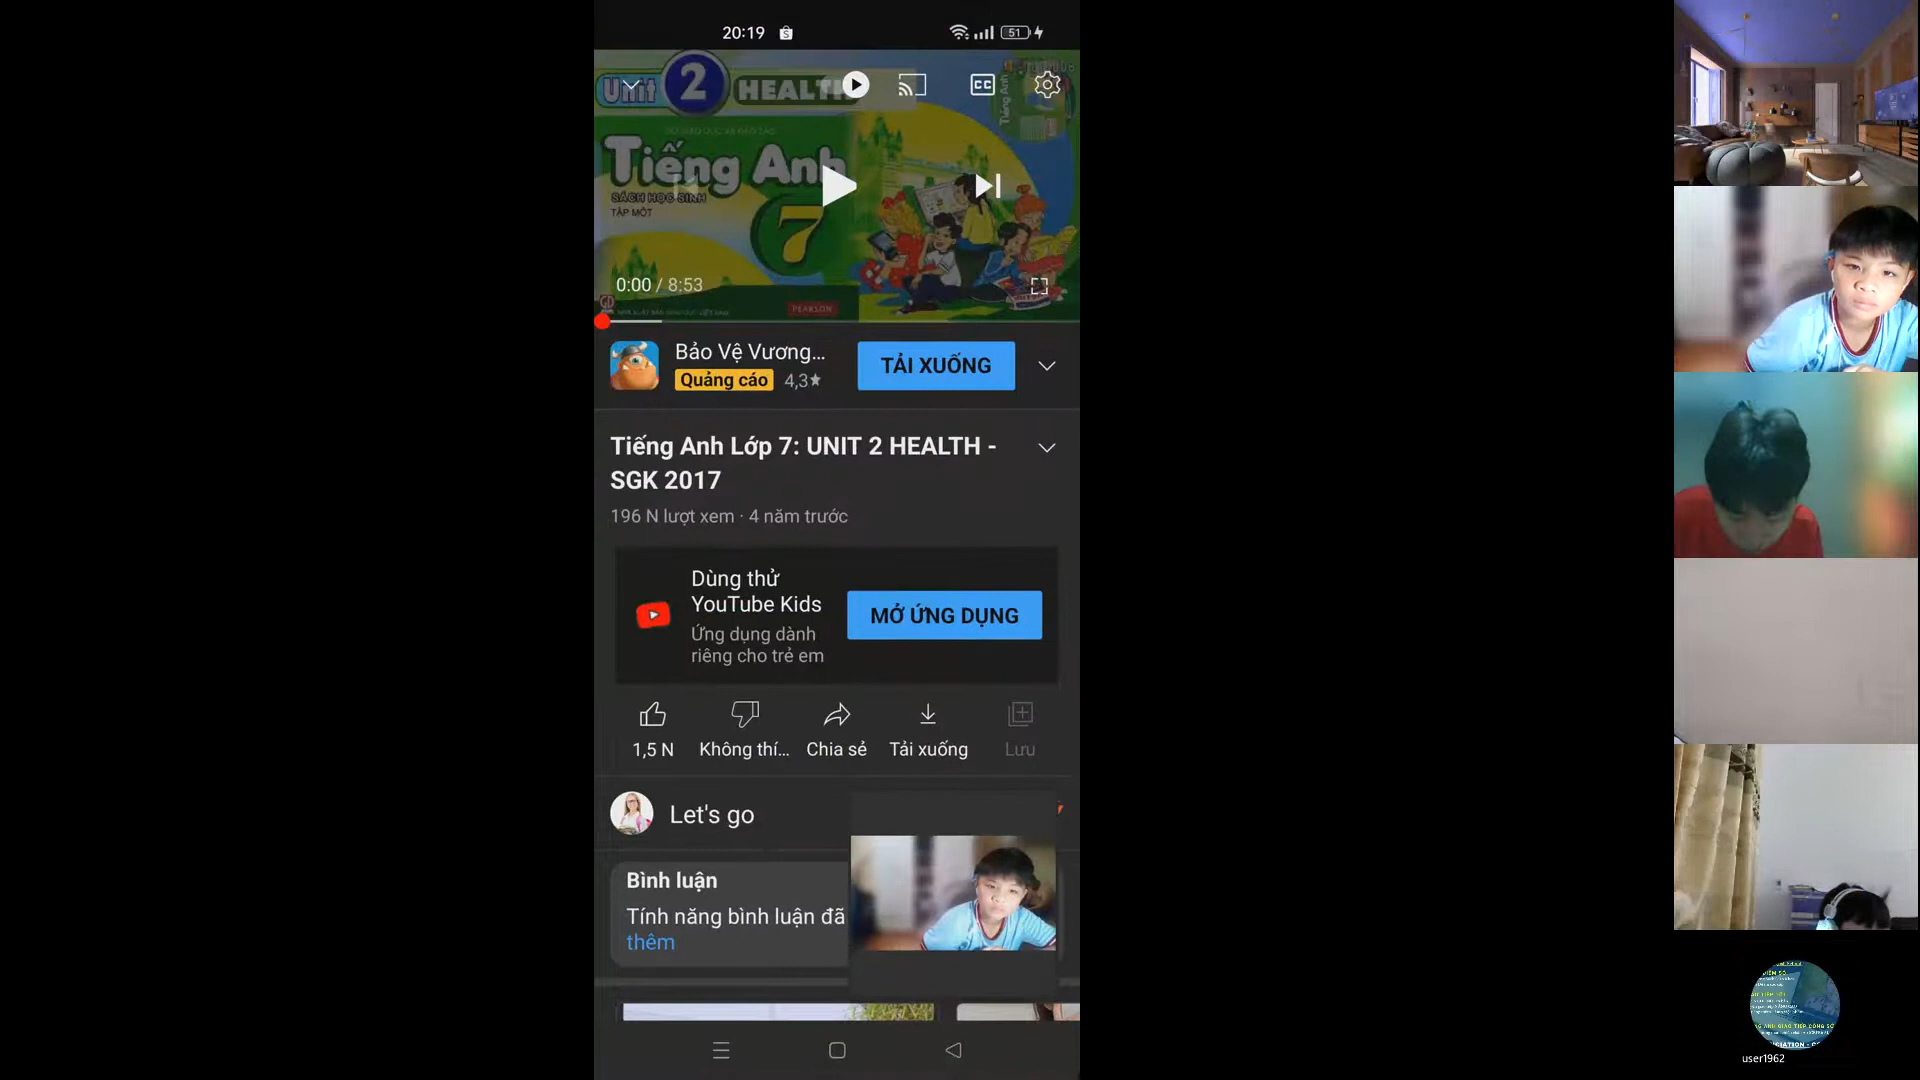 20:19
51
Unit 2 HEALTH
Tiếng Anh
SÁCH HỌC SINH
TẬP MỘT
7
CC
0:00 / 8:53
PEARSON
Bảo Vệ Vương...
Quảng cáo 4,3★
TẢI XUỐNG
Tiếng Anh Lớp 7: UNIT 2 HEALTH -
SGK 2017
196 N lượt xem · 4 năm trước
Dùng thử
YouTube Kids
Ứng dụng dành
riêng cho trẻ em
MỞ ỨNG DỤNG
1,5 N
Không thí...
Chia sẻ
Tải xuống
Lưu
Let's go
Bình luận
Tính năng bình luận đã
thêm
user1962